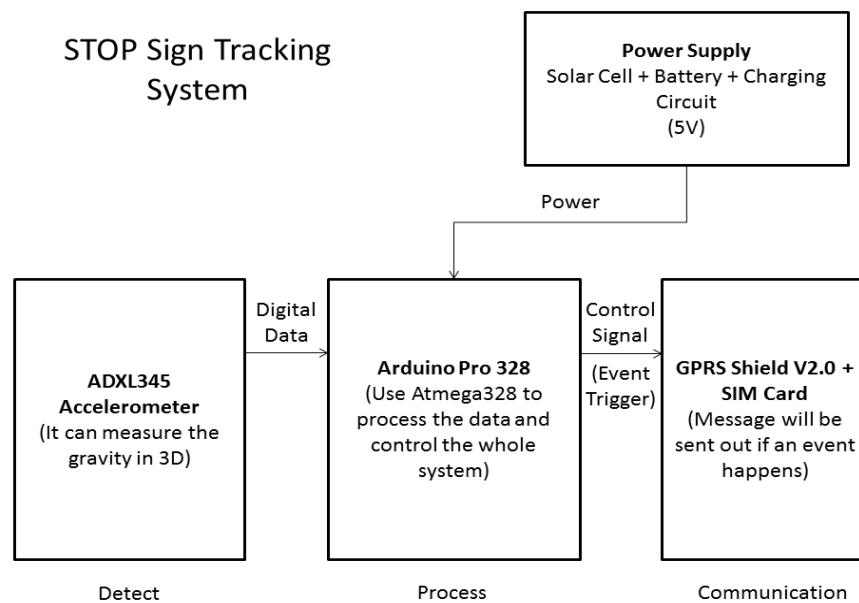 STOP Sign Tracking
System
Power Supply
Solar Cell + Battery + Charging
Circuit
(5V)
Power
Digital
Data
Control
Signal
(Event
Trigger)
ADXL345
Accelerometer
(It can measure the
gravity in 3D)
Arduino Pro 328
(Use Atmega328 to
process the data and
control the whole
system)
GPRS Shield V2.0 +
SIM Card
(Message will be
sent out if an event
happens)
Detect
Process
Communication